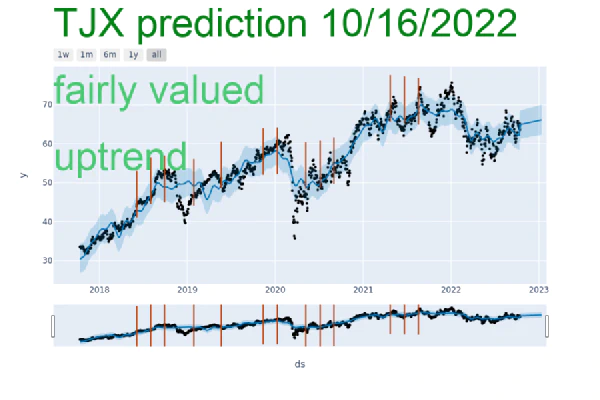 TJX prediction 10/16/2022
1w 1m 6m 1y all
fairly valued
uptrend
70
60
50
40
30
y
2018 2019 2020 2021 2022 2023
ds